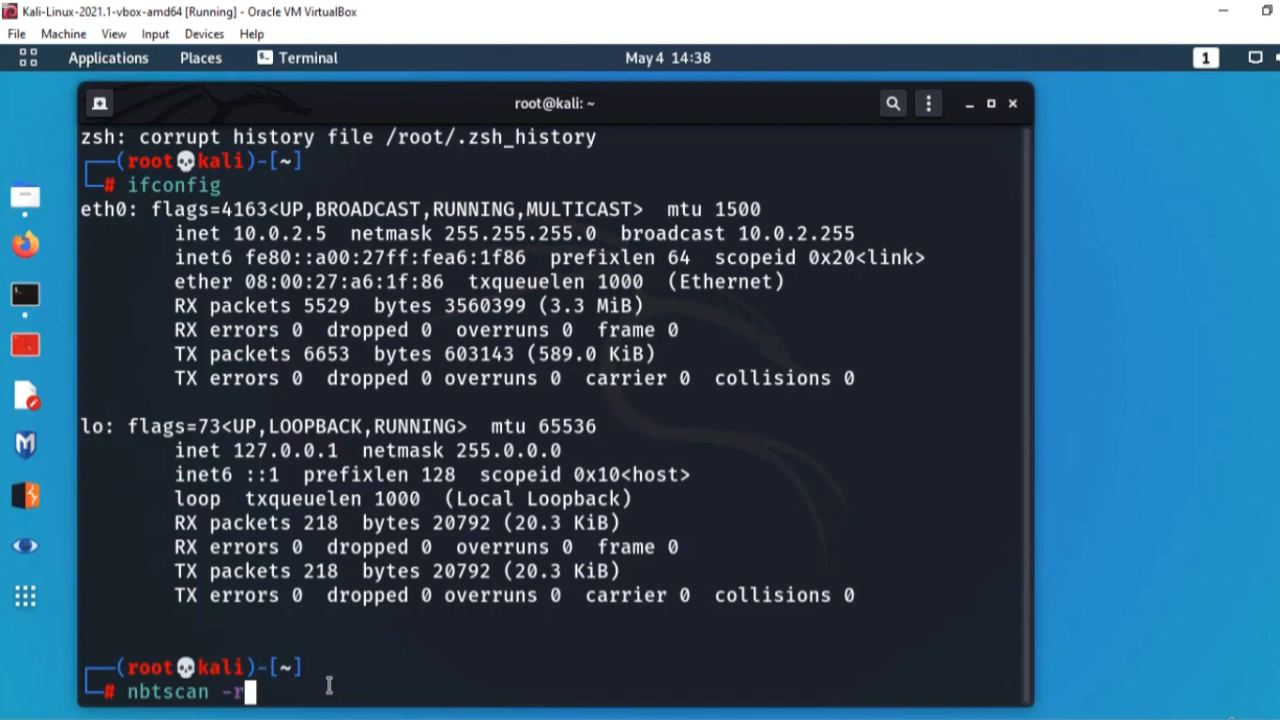 Kali-Linux-2021.1-vbox-amd64 [Running] - Oracle VM VirtualBox
File Machine View Input Devices Help
Applications Places Terminal May 4 14:38 1
root@kali: ~
zsh: corrupt history file /root/.zsh_history
┌──(root💀kali)-[~]
└─# ifconfig
eth0: flags=4163<UP,BROADCAST,RUNNING,MULTICAST>  mtu 1500
        inet 10.0.2.5  netmask 255.255.255.0  broadcast 10.0.2.255
        inet6 fe80::a00:27ff:fea6:1f86  prefixlen 64  scopeid 0x20<link>
        ether 08:00:27:a6:1f:86  txqueuelen 1000  (Ethernet)
        RX packets 5529  bytes 3560399 (3.3 MiB)
        RX errors 0  dropped 0  overruns 0  frame 0
        TX packets 6653  bytes 603143 (589.0 KiB)
        TX errors 0  dropped 0 overruns 0  carrier 0  collisions 0
lo: flags=73<UP,LOOPBACK,RUNNING>  mtu 65536
        inet 127.0.0.1  netmask 255.0.0.0
        inet6 ::1  prefixlen 128  scopeid 0x10<host>
        loop  txqueuelen 1000  (Local Loopback)
        RX packets 218  bytes 20792 (20.3 KiB)
        RX errors 0  dropped 0  overruns 0  frame 0
        TX packets 218  bytes 20792 (20.3 KiB)
        TX errors 0  dropped 0 overruns 0  carrier 0  collisions 0
┌──(root💀kali)-[~]
└─# nbtscan -r